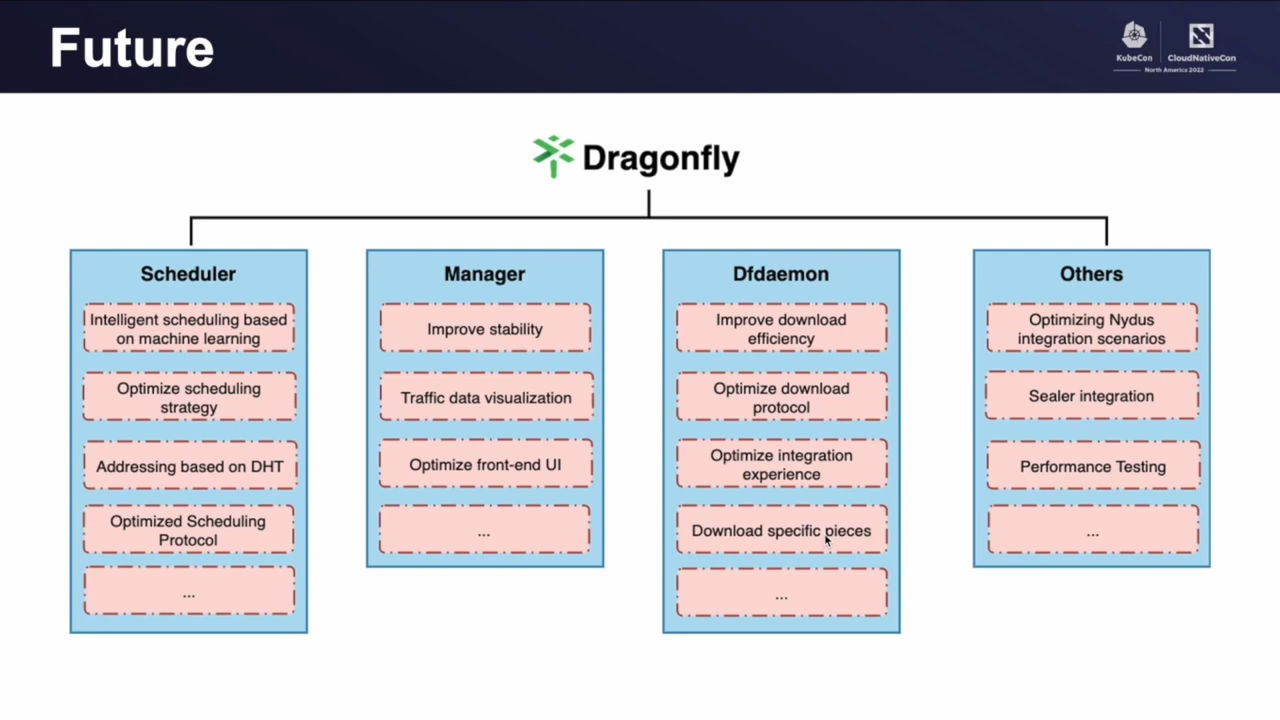 Future
KubeCon
CloudNativeCon
North America 2022
Dragonfly
Scheduler
Intelligent scheduling based
on machine learning
Optimize scheduling
strategy
Addressing based on DHT
Optimized Scheduling
Protocol
...
Manager
Improve stability
Traffic data visualization
Optimize front-end UI
...
Dfdaemon
Improve download
efficiency
Optimize download
protocol
Optimize integration
experience
Download specific pieces
...
Others
Optimizing Nydus
integration scenarios
Sealer integration
Performance Testing
...